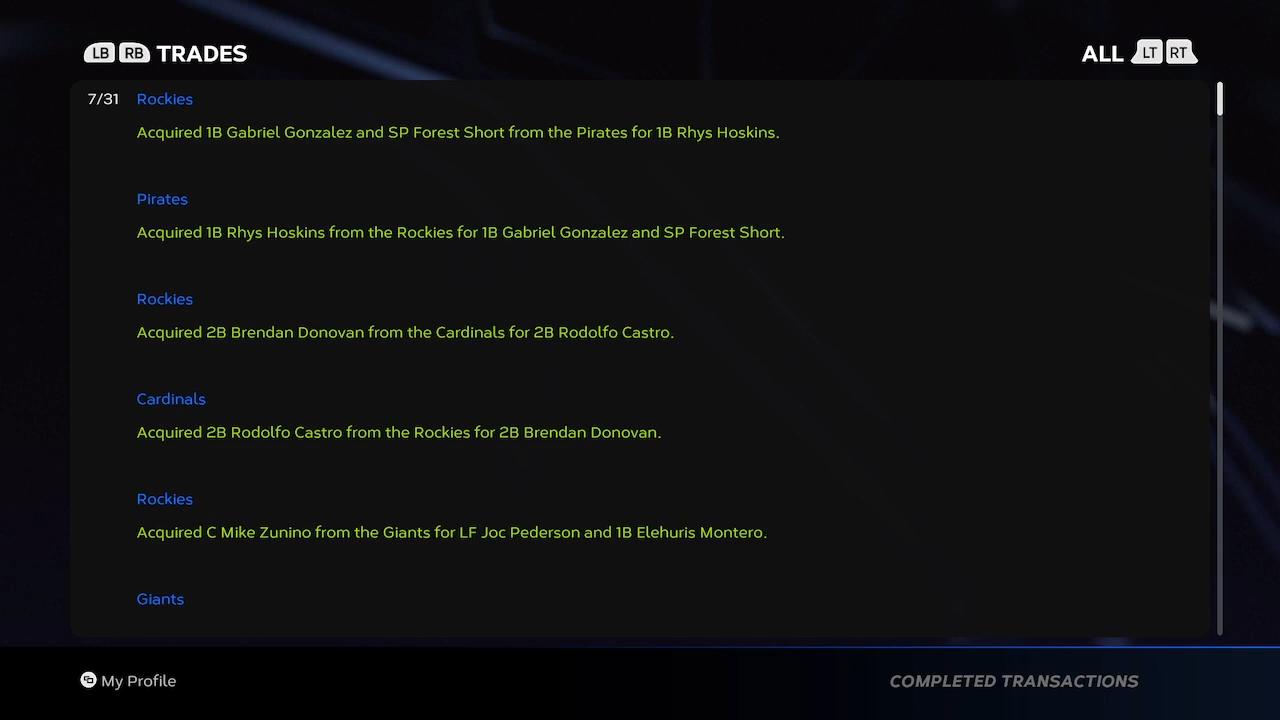 LB RB TRADES
ALL LT RT
7/31 Rockies
Acquired 1B Gabriel Gonzalez and SP Forest Short from the Pirates for 1B Rhys Hoskins.
Pirates
Acquired 1B Rhys Hoskins from the Rockies for 1B Gabriel Gonzalez and SP Forest Short.
Rockies
Acquired 2B Brendan Donovan from the Cardinals for 2B Rodolfo Castro.
Cardinals
Acquired 2B Rodolfo Castro from the Rockies for 2B Brendan Donovan.
Rockies
Acquired C Mike Zunino from the Giants for LF Joc Pederson and 1B Elehuris Montero.
Giants
My Profile
COMPLETED TRANSACTIONS